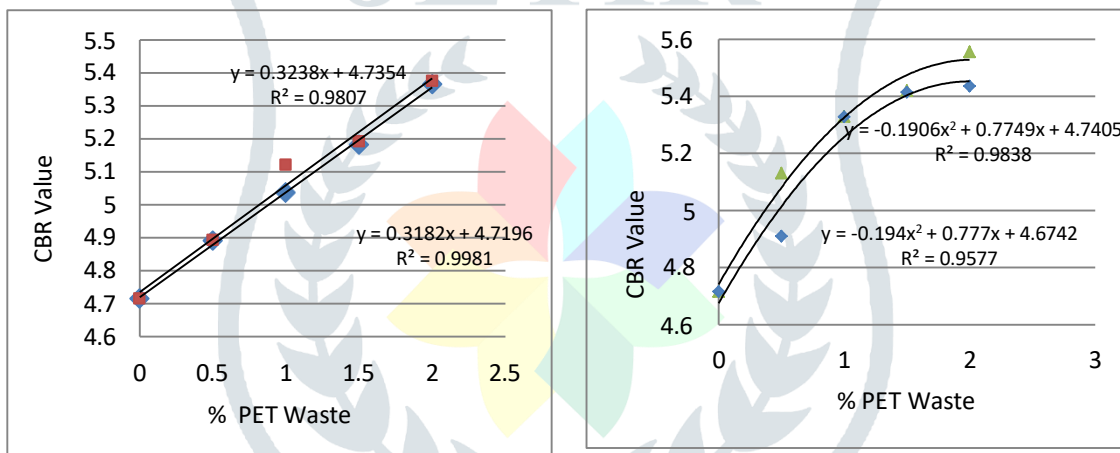 5.5
5.4
5.3
5.2
5.1
5
4.9
4.8
4.7
4.6
CBR Value
y = 0.3238x + 4.7354
R² = 0.9807
y = 0.3182x + 4.7196
R² = 0.9981
0 0.5 1 1.5 2 2.5
% PET Waste
5.6
5.4
5.2
5
4.8
4.6
CBR Value
y = -0.1906x² + 0.7749x + 4.7405
R² = 0.9838
y = -0.194x² + 0.777x + 4.6742
R² = 0.9577
0 1 2 3
% PET Waste